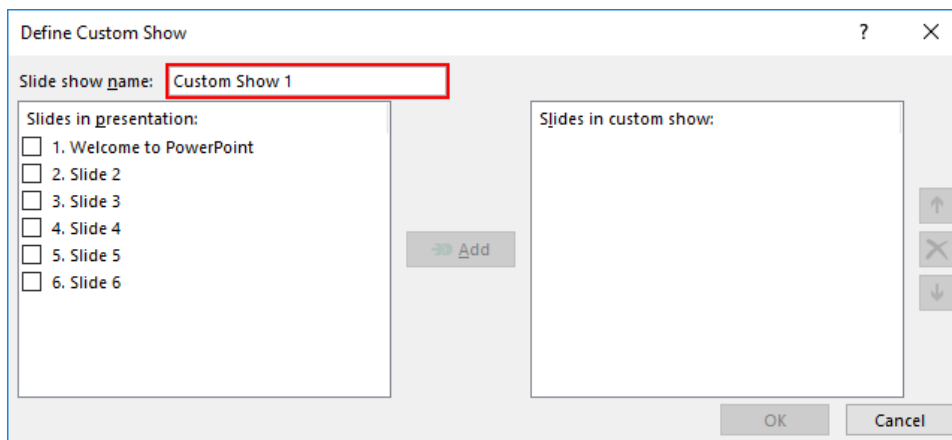 Define Custom Show
?
Slide show name: Custom Show 1
Slides in presentation:
1. Welcome to PowerPoint
2. Slide 2
3. Slide 3
4. Slide 4
5. Slide 5
6. Slide 6
Add
Slides in custom show:
OK
Cancel